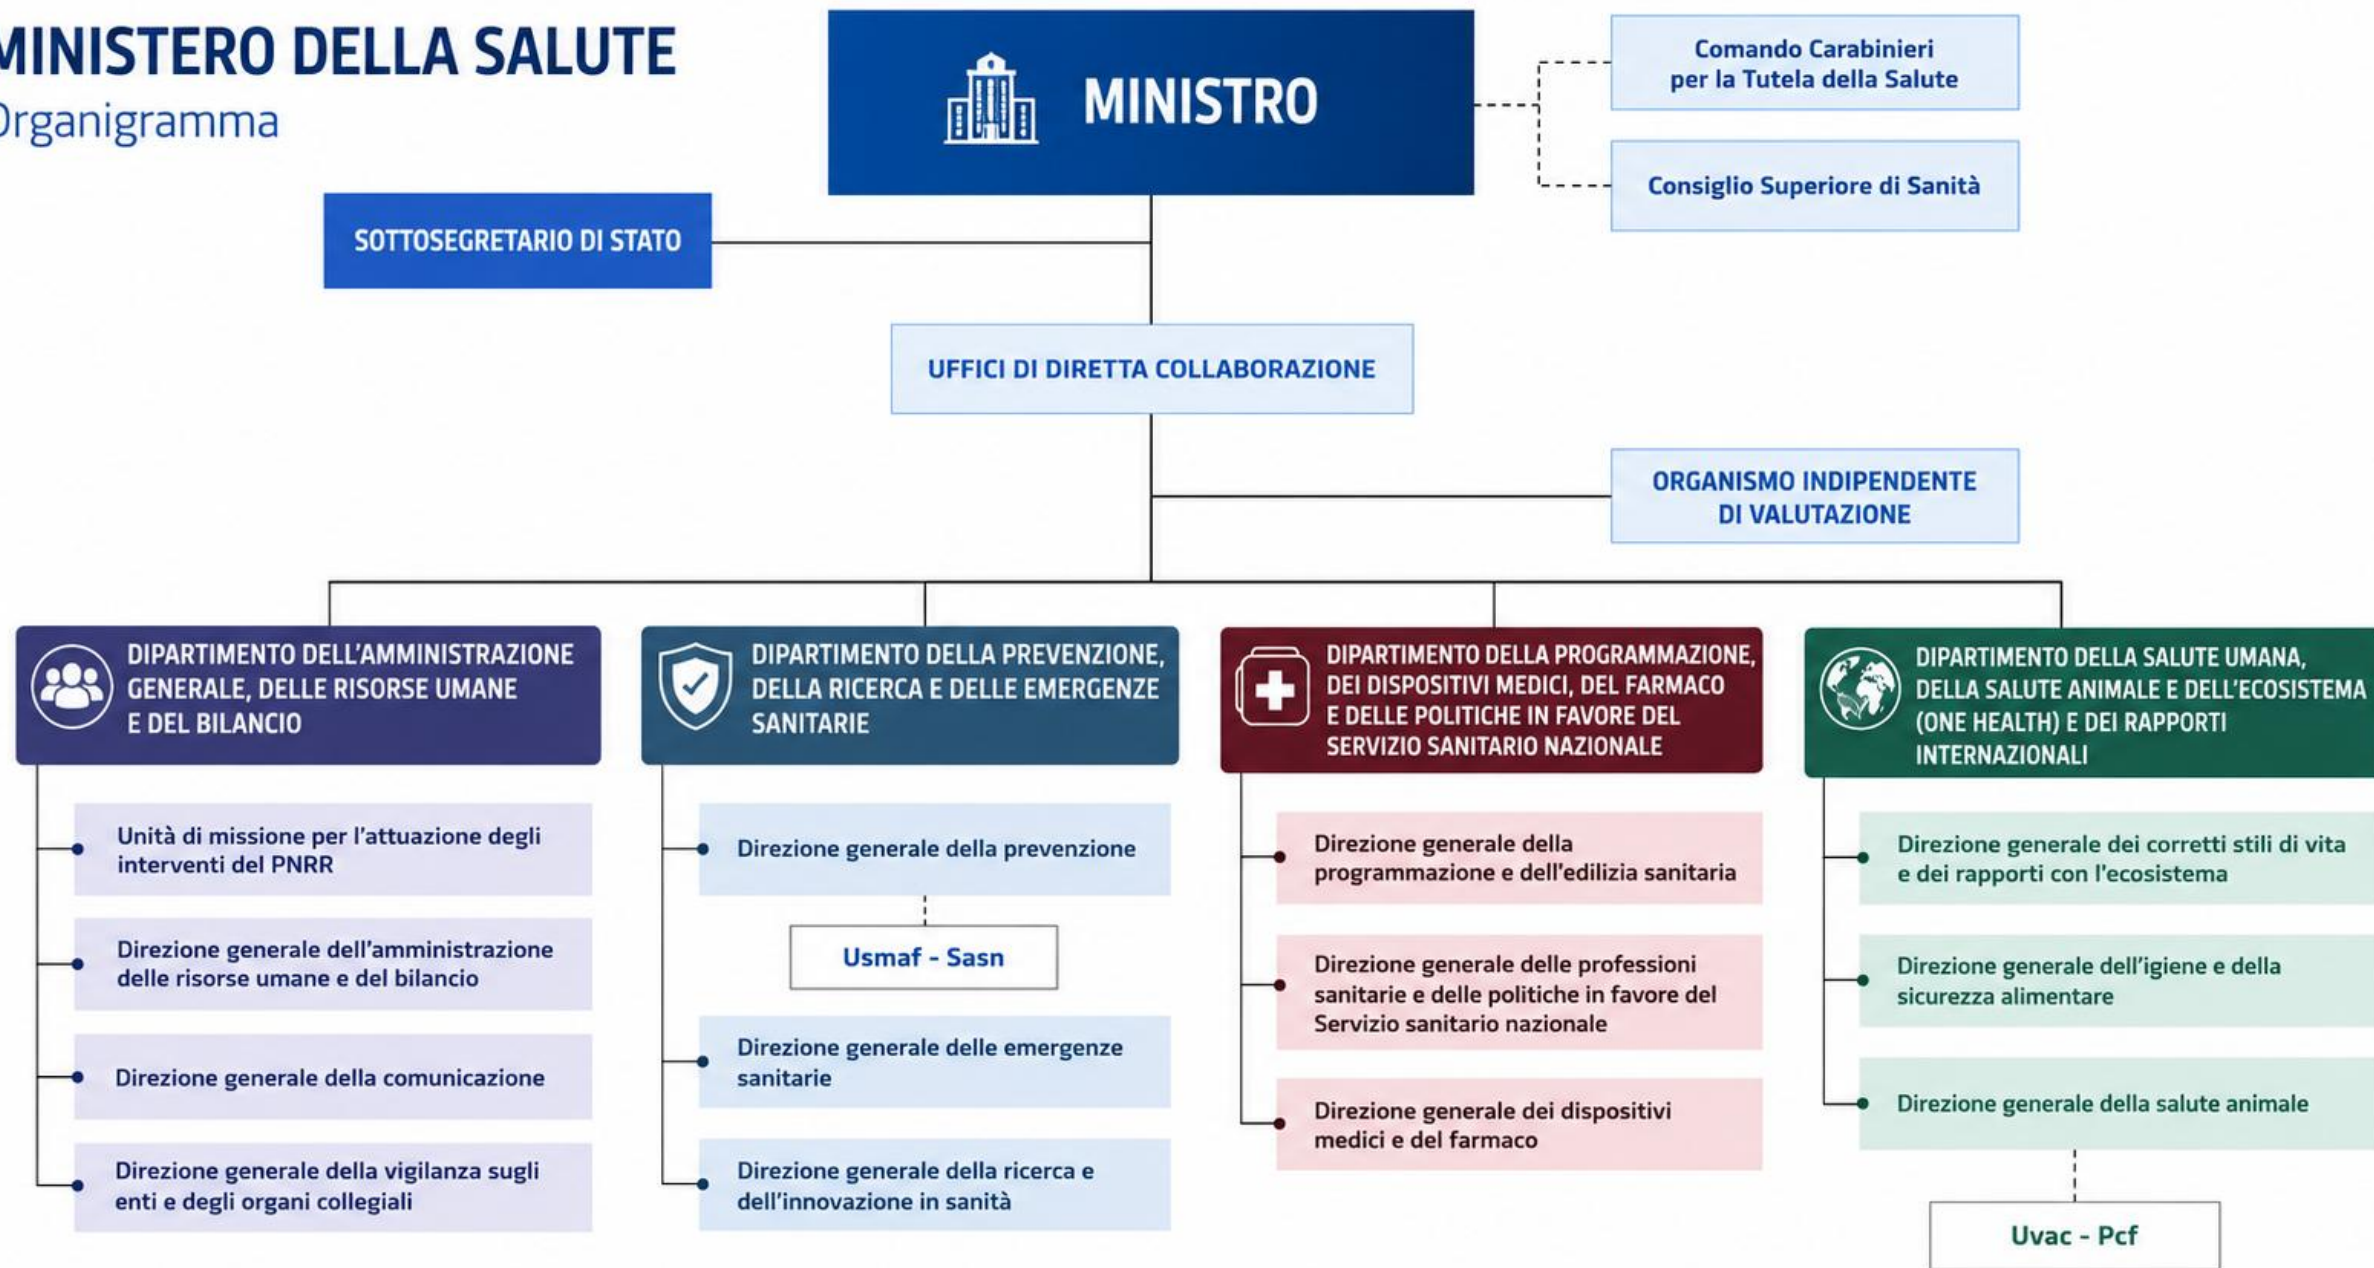 MINISTERO DELLA SALUTE
Organigramma
MINISTRO
Comando Carabinieri
per la Tutela della Salute
Consiglio Superiore di Sanità
SOTTOSEGRETARIO DI STATO
UFFICI DI DIRETTA COLLABORAZIONE
ORGANISMO INDIPENDENTE
DI VALUTAZIONE
DIPARTIMENTO DELL'AMMINISTRAZIONE
GENERALE, DELLE RISORSE UMANE
E DEL BILANCIO
Unità di missione per l'attuazione degli
interventi del PNRR
Direzione generale dell'amministrazione
delle risorse umane e del bilancio
Direzione generale della comunicazione
Direzione generale della vigilanza sugli
enti e degli organi collegiali
DIPARTIMENTO DELLA PREVENZIONE,
DELLA RICERCA E DELLE EMERGENZE
SANITARIE
Direzione generale della prevenzione
Usmaf - Sasn
Direzione generale delle emergenze
sanitarie
Direzione generale della ricerca e
dell'innovazione in sanità
DIPARTIMENTO DELLA PROGRAMMAZIONE,
DEI DISPOSITIVI MEDICI, DEL FARMACO
E DELLE POLITICHE IN FAVORE DEL
SERVIZIO SANITARIO NAZIONALE
Direzione generale della
programmazione e dell'edilizia sanitaria
Direzione generale delle professioni
sanitarie e delle politiche in favore del
Servizio sanitario nazionale
Direzione generale dei dispositivi
medici e del farmaco
DIPARTIMENTO DELLA SALUTE UMANA,
DELLA SALUTE ANIMALE E DELL'ECOSISTEMA
(ONE HEALTH) E DEI RAPPORTI
INTERNAZIONALI
Direzione generale dei corretti stili di vita
e dei rapporti con l'ecosistema
Direzione generale dell'igiene e della
sicurezza alimentare
Direzione generale della salute animale
Uvac - Pcf